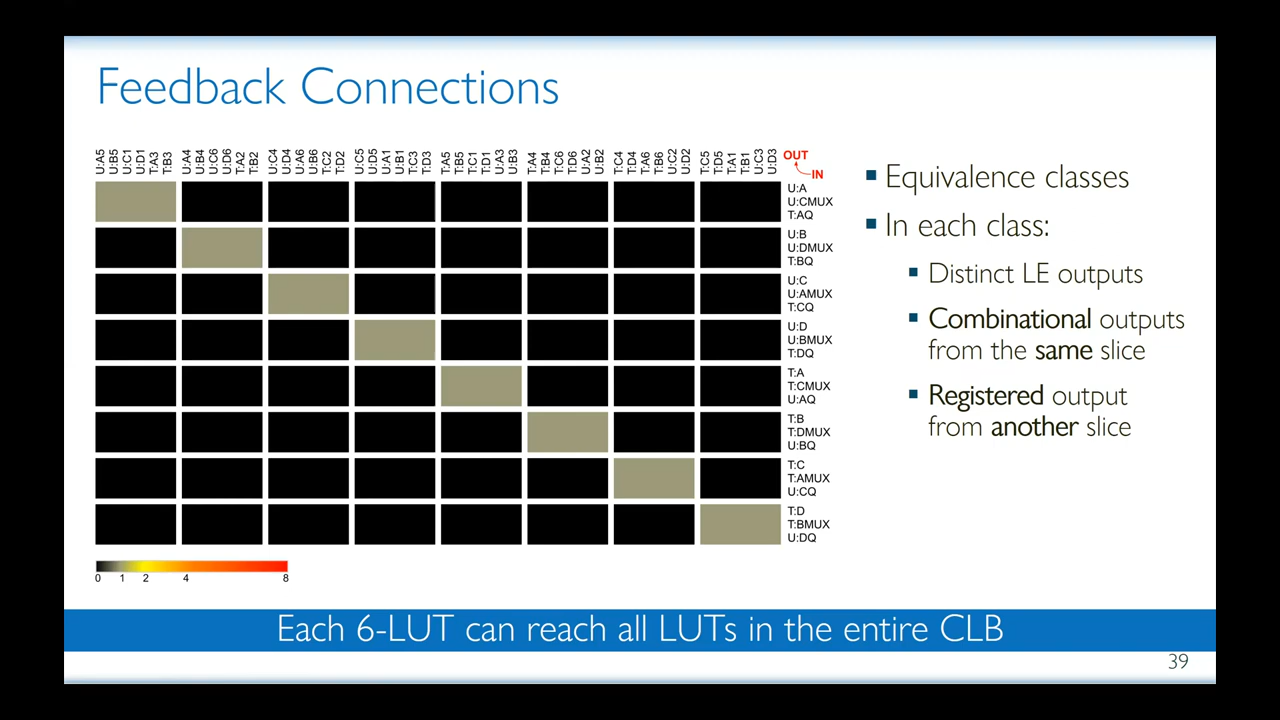 Feedback Connections
U:A5 U:B5 U:C1 U:D1 T:A3 T:B3 U:A4 U:B4 U:C6 U:D6 T:A2 T:B2 U:C4 U:D4 U:A6 U:B6 T:C2 T:D2 U:C5 U:D5 U:A1 U:B1 T:C3 T:D3 T:A5 T:B5 T:C1 T:D1 U:A3 U:B3 T:A4 T:B4 T:C6 T:D6 U:A2 U:B2 T:C4 T:D4 T:A6 T:B6 U:C2 U:D2 T:C5 T:D5 T:A1 T:B1 U:C3 U:D3
OUT
IN
U:A
U:CMUX
T:AQ
U:B
U:DMUX
T:BQ
U:C
U:AMUX
T:CQ
U:D
U:BMUX
T:DQ
T:A
T:CMUX
U:AQ
T:B
T:DMUX
U:BQ
T:C
T:AMUX
U:CQ
T:D
T:BMUX
U:DQ
0 1 2 4 8
Equivalence classes
In each class:
Distinct LE outputs
Combinational outputs
from the same slice
Registered output
from another slice
Each 6-LUT can reach all LUTs in the entire CLB
39